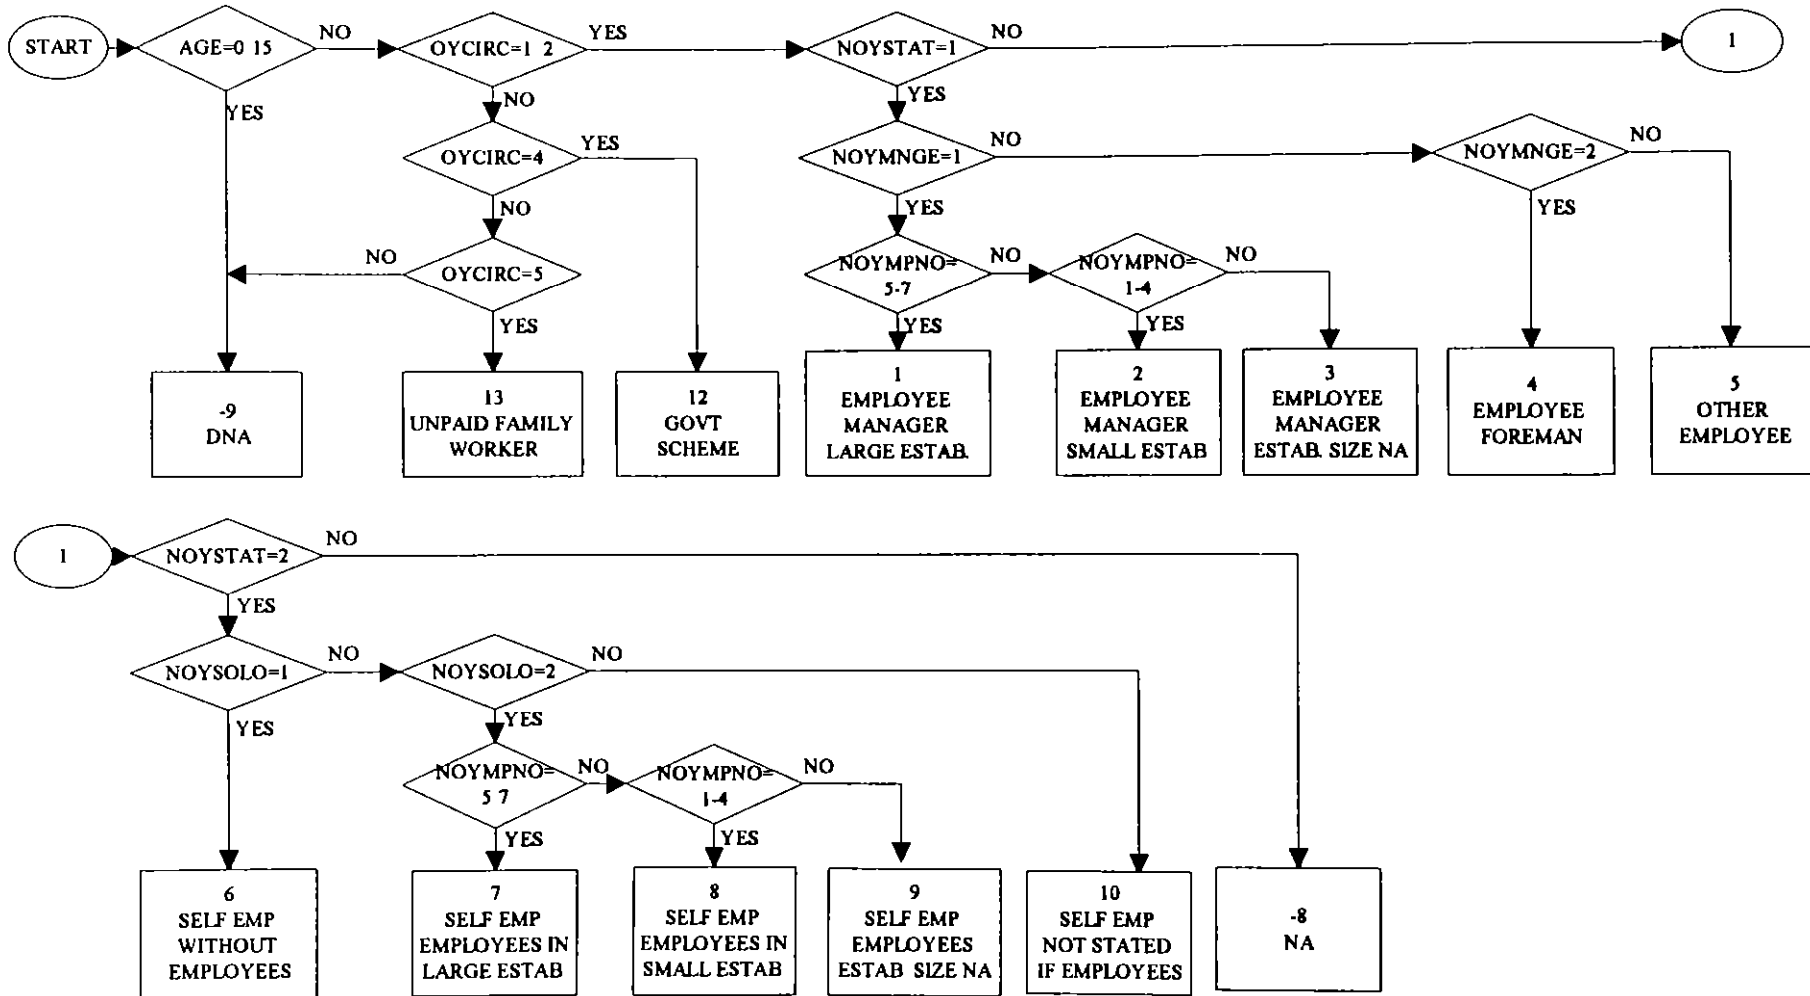 START
AGE=0 15
NO
OYCIRC=1 2
YES
NOYSTAT=1
NO
1
YES
NO
YES
OYCIRC=4
YES
NOYMNGE=1
NO
NOYMNGE=2
NO
NO
YES
YES
NO
OYCIRC=5
NOYMPNO=
5-7
NO
NOYMPNO=
1-4
NO
YES
YES
YES
-9
DNA
13
UNPAID FAMILY
WORKER
12
GOVT
SCHEME
1
EMPLOYEE
MANAGER
LARGE ESTAB.
2
EMPLOYEE
MANAGER
SMALL ESTAB
3
EMPLOYEE
MANAGER
ESTAB. SIZE NA
4
EMPLOYEE
FOREMAN
5
OTHER
EMPLOYEE
1
NOYSTAT=2
NO
YES
NOYSOLO=1
NO
NOYSOLO=2
NO
YES
YES
NOYMPNO=
5 7
NO
NOYMPNO=
1-4
NO
YES
YES
6
SELF EMP
WITHOUT
EMPLOYEES
7
SELF EMP
EMPLOYEES IN
LARGE ESTAB
8
SELF EMP
EMPLOYEES IN
SMALL ESTAB
9
SELF EMP
EMPLOYEES
ESTAB SIZE NA
10
SELF EMP
NOT STATED
IF EMPLOYEES
-8
NA